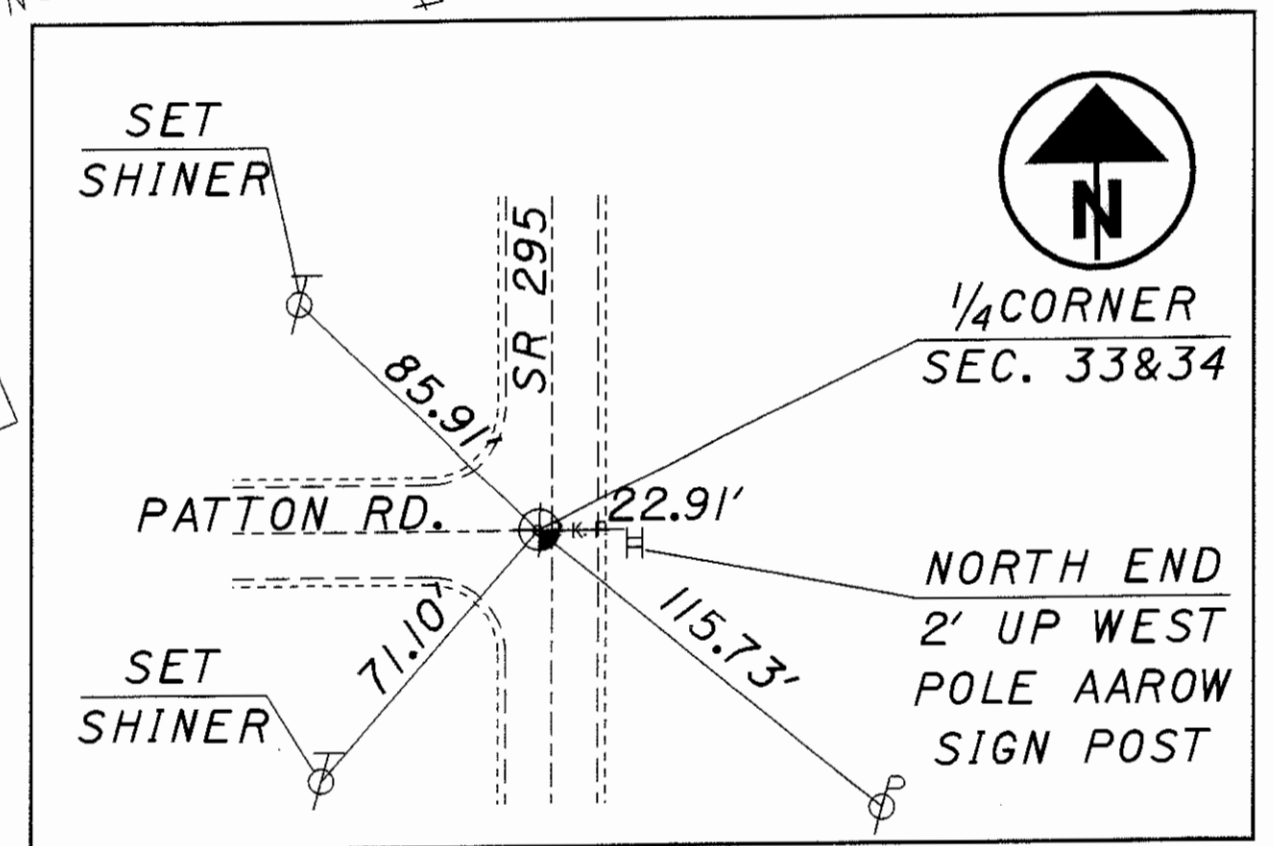 SET
SHINER
N
SR 295
1/4 CORNER
SEC. 33&34
85.91'
PATTON RD.
22.91'
NORTH END
2' UP WEST
POLE AAROW
SIGN POST
71.10'
115.73'
SET
SHINER